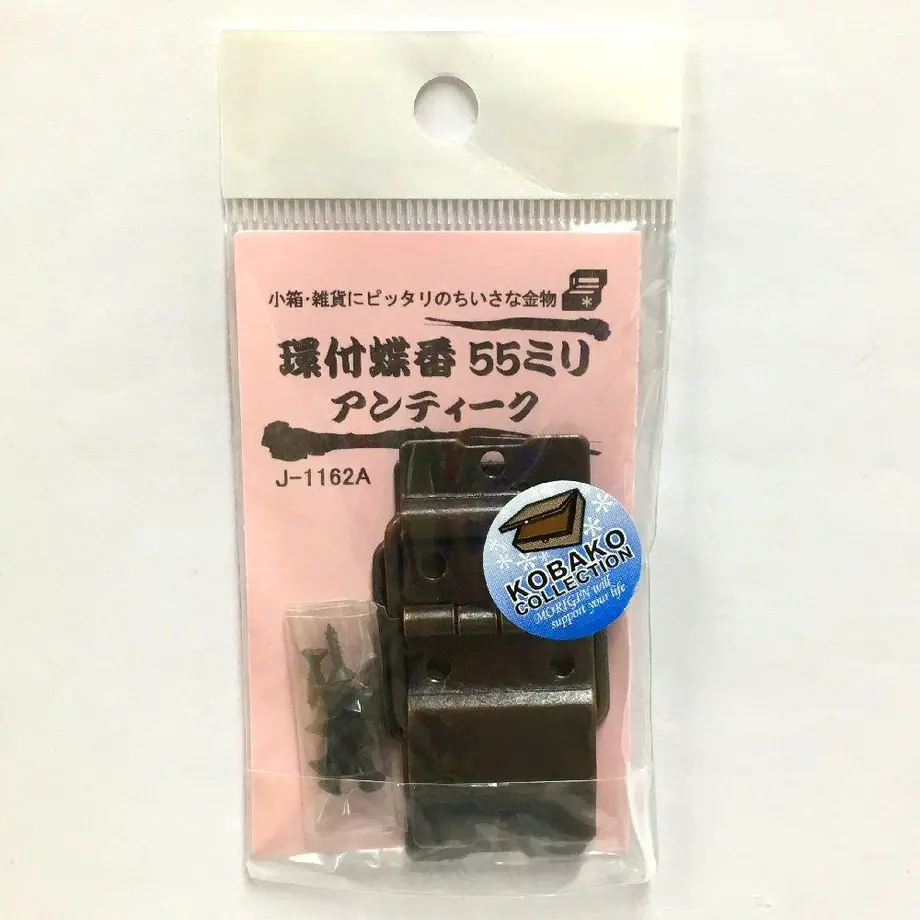 小箱･雑貨にピッタリのちいさな金物
環付蝶番 55ミリ
アンティーク
J-1162A
KOBAKO
COLLECTION
MORIGIN will
support your life